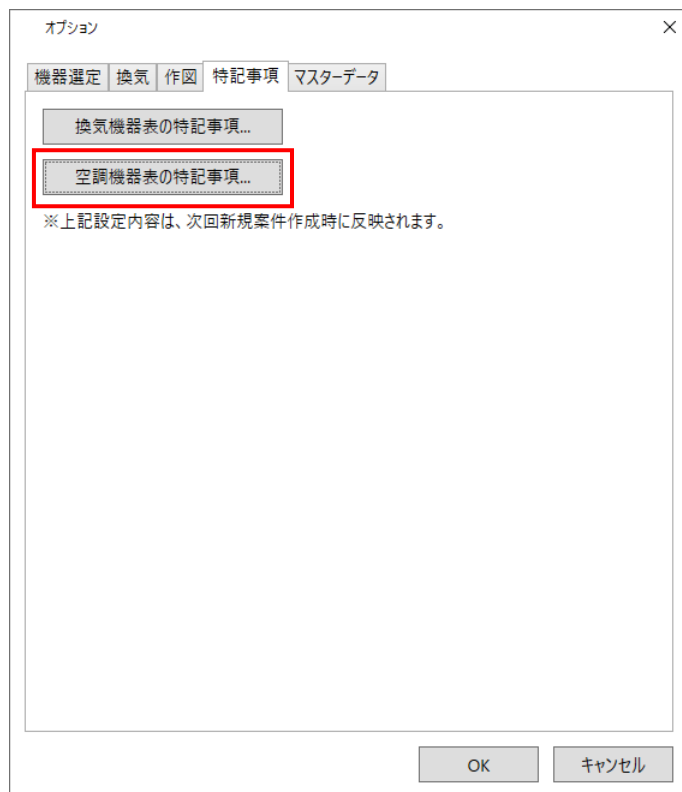 オプション
機器選定 換気 作図 特記事項 マスターデータ
換気機器表の特記事項...
空調機器表の特記事項...
※上記設定内容は、次回新規案件作成時に反映されます。
OK キャンセル